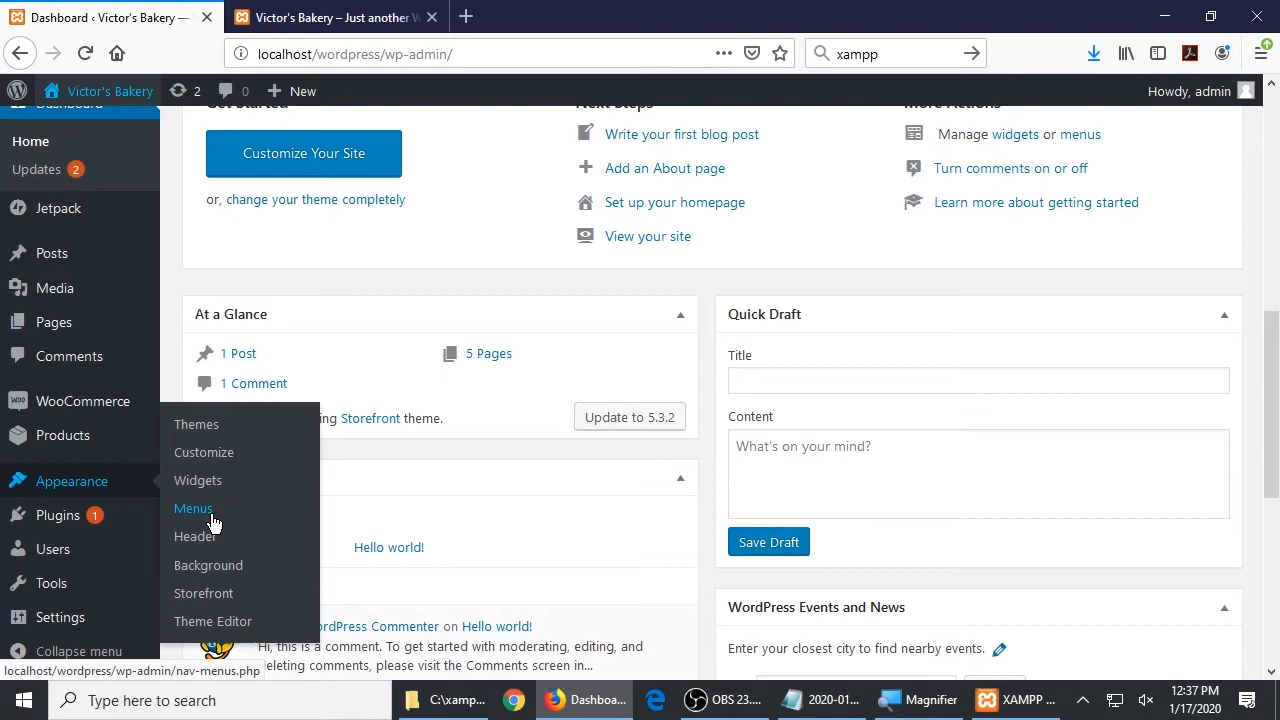 Dashboard ‹ Victor's Bakery —
Victor's Bakery – Just another W
localhost/wordpress/wp-admin/
xampp
Victor's Bakery
2
0
New
Howdy, admin
Dashboard
Home
Updates 2
Jetpack
Posts
Media
Pages
Comments
WooCommerce
Products
Appearance
Plugins 1
Users
Tools
Settings
Collapse menu
Themes
Customize
Widgets
Menus
Header
Background
Storefront
Theme Editor
Get Started
Customize Your Site
or, change your theme completely
Next Steps
Write your first blog post
Add an About page
Set up your homepage
View your site
More Actions
Manage widgets or menus
Turn comments on or off
Learn more about getting started
At a Glance
1 Post
5 Pages
1 Comment
Storefront theme.
Update to 5.3.2
Hello world!
Commenter on Hello world!
Hi, this is a comment. To get started with moderating, editing, and
deleting comments, please visit the Comments screen in...
Quick Draft
Title
Content
What's on your mind?
Save Draft
WordPress Events and News
Enter your closest city to find nearby events.
localhost/wordpress/wp-admin/nav-menus.php
Type here to search
C:\xamp...
Dashboa...
OBS 23....
2020-01...
Magnifier
XAMPP ...
12:37 PM
1/17/2020